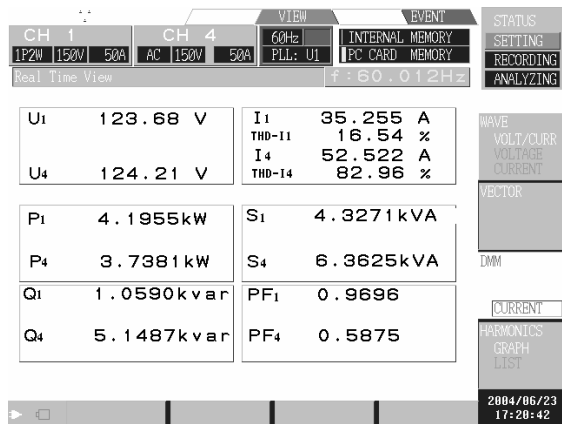 VIEW EVENT STATUS
CH 1 CH 4 60Hz INTERNAL MEMORY SETTING
1P2W 150V 50A AC 150V 50A PLL: U1 PC CARD MEMORY RECORDING
Real Time View f:60.012Hz ANALYZING
U1 123.68 V
U4 124.21 V
I1 35.255 A
THD-I1 16.54 %
I4 52.522 A
THD-I4 82.96 %
P1 4.1955kW
P4 3.7381kW
S1 4.3271kVA
S4 6.3625kVA
Q1 1.0590kvar
Q4 5.1487kvar
PF1 0.9696
PF4 0.5875
WAVE
VOLT/CURR
VOLTAGE
CURRENT
VECTOR
DMM
CURRENT
HARMONICS
GRAPH
LIST
2004/06/23
17:20:42